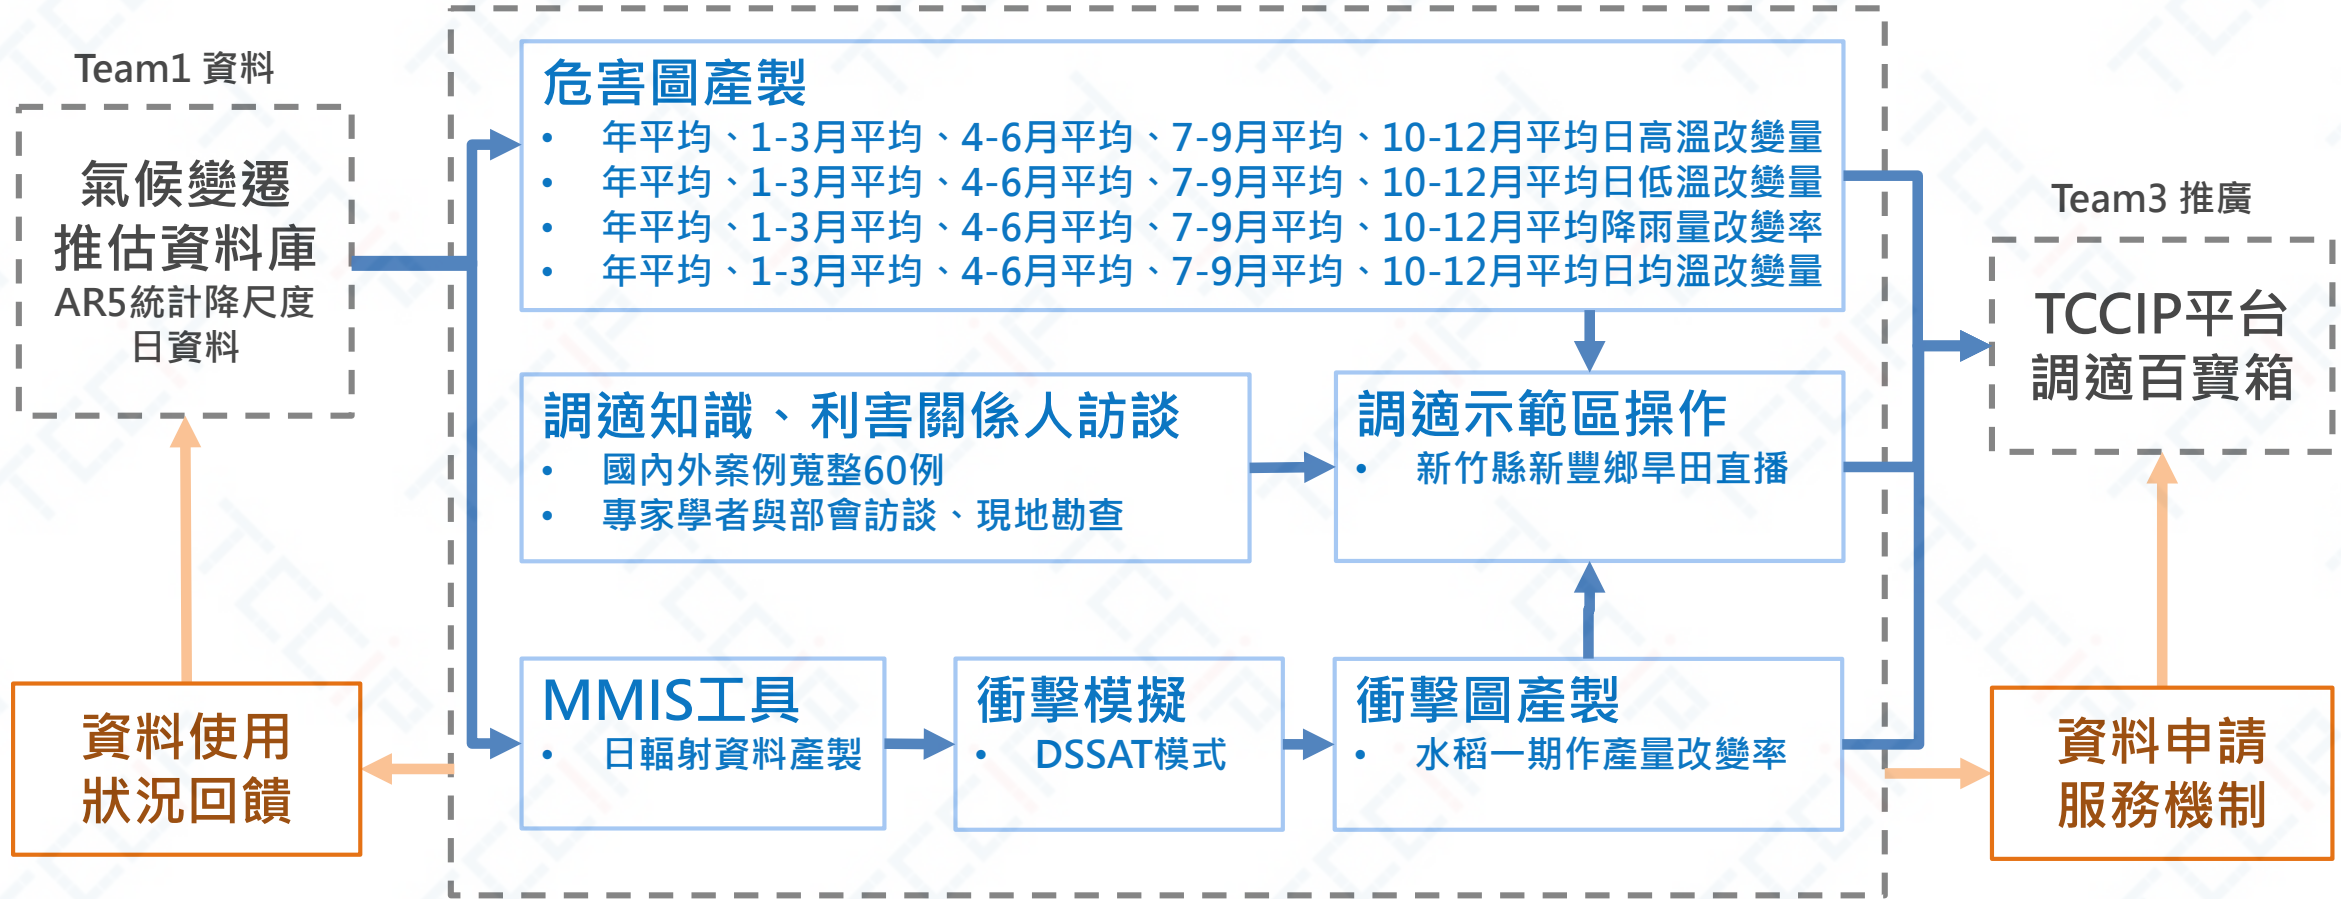 Team1 資料
氣候變遷
推估資料庫
AR5統計降尺度
日資料
危害圖產製
• 年平均、1-3月平均、4-6月平均、7-9月平均、10-12月平均日高溫改變量
• 年平均、1-3月平均、4-6月平均、7-9月平均、10-12月平均日低溫改變量
• 年平均、1-3月平均、4-6月平均、7-9月平均、10-12月平均降雨量改變率
• 年平均、1-3月平均、4-6月平均、7-9月平均、10-12月平均日均溫改變量
調適知識、利害關係人訪談
• 國內外案例蒐整60例
• 專家學者與部會訪談、現地勘查
調適示範區操作
• 新竹縣新豐鄉旱田直播
MMIS工具
• 日輻射資料產製
衝擊模擬
• DSSAT模式
衝擊圖產製
• 水稻一期作產量改變率
Team3 推廣
TCCIP平台
調適百寶箱
資料使用
狀況回饋
資料申請
服務機制